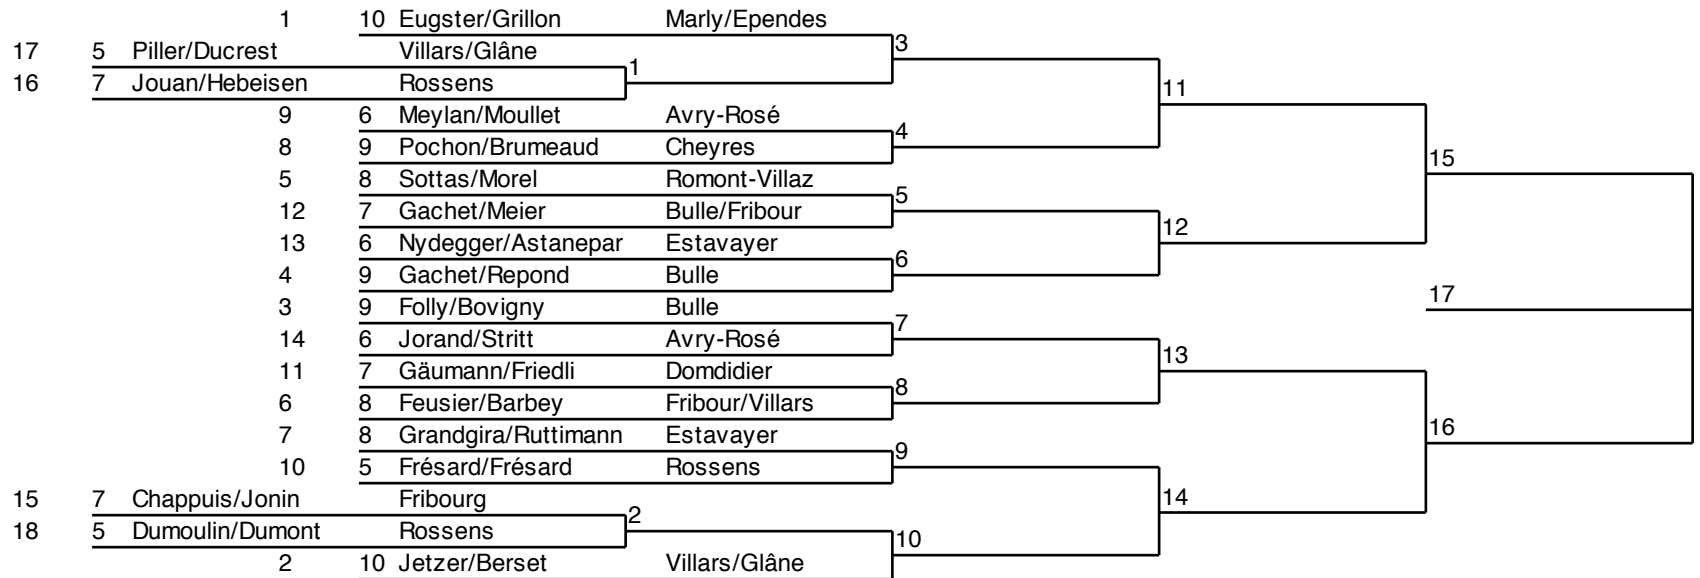 1 10 Eugster/Grillon Marly/Ependes
17 5 Piller/Ducrest Villars/Glâne 3
16 7 Jouan/Hebeisen Rossens 1 11
9 6 Meylan/Moullet Avry-Rosé
8 9 Pochon/Brumeaud Cheyres 4
5 8 Sottas/Morel Romont-Villaz 15
12 7 Gachet/Meier Bulle/Fribour 5
13 6 Nydegger/Astanepar Estavayer 12
4 9 Gachet/Repond Bulle 6
3 9 Folly/Bovigny Bulle 17
14 6 Jorand/Stritt Avry-Rosé 7
11 7 Gäumann/Friedli Domdidier 13
6 8 Feusier/Barbey Fribour/Villars 8
7 8 Grandgira/Ruttimann Estavayer 16
10 5 Frésard/Frésard Rossens 9
15 7 Chappuis/Jonin Fribourg 14
18 5 Dumoulin/Dumont Rossens 2
2 10 Jetzer/Berset Villars/Glâne 10